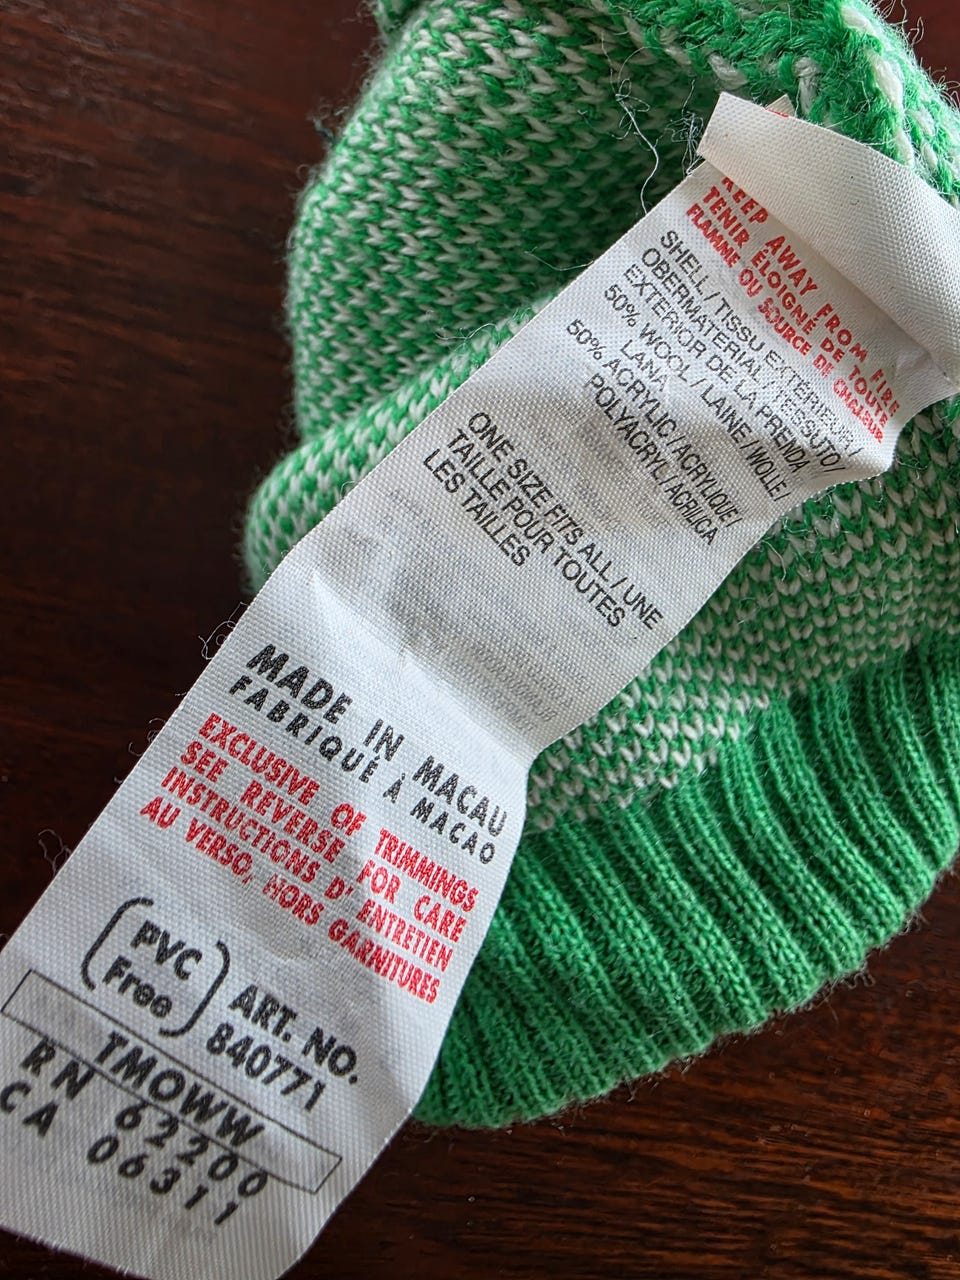 KEEP AWAY FROM FIRE
TENIR ÉLOIGNÉ DE TOUTE
FLAMME OU SOURCE DE CHALEUR
SHELL / TISSU EXTÉRIEUR /
OBERMATERIAL / TEESUTO /
EXTERIOR DE LA PRENDA
50% WOOL / LAINE / WOLLE /
LANA
50% ACRYLIC / ACRYLIQUE /
POLYACRYL / ACRILICA
ONE SIZE FITS ALL / UNE
TAILLE POUR TOUTES
LES TAILLES
MADE IN MACAU
FABRIQUÉ À MACAO
EXCLUSIVE OF TRIMMINGS
SEE REVERSE FOR CARE
INSTRUCTIONS D' ENTRETIEN
AU VERSO, HORS GARNITURES
PVC
Free
ART. NO.
840771
TMOWW
RN 62200
CA 06311